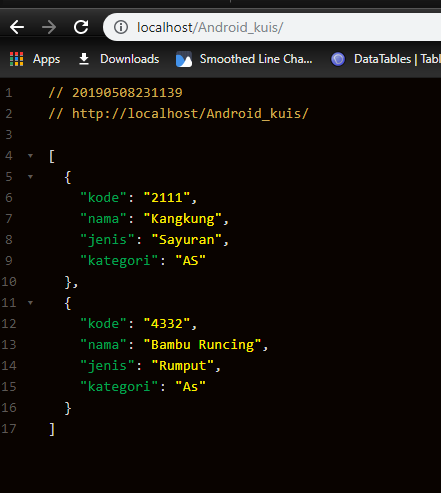 localhost/Android_kuis/
Apps Downloads Smoothed Line Cha... DataTables | Tabl
1 // 20190508231139
2 // http://localhost/Android_kuis/
3
4 [
5 {
6 "kode": "2111",
7 "nama": "Kangkung",
8 "jenis": "Sayuran",
9 "kategori": "AS"
10 },
11 {
12 "kode": "4332",
13 "nama": "Bambu Runcing",
14 "jenis": "Rumput",
15 "kategori": "As"
16 }
17 ]